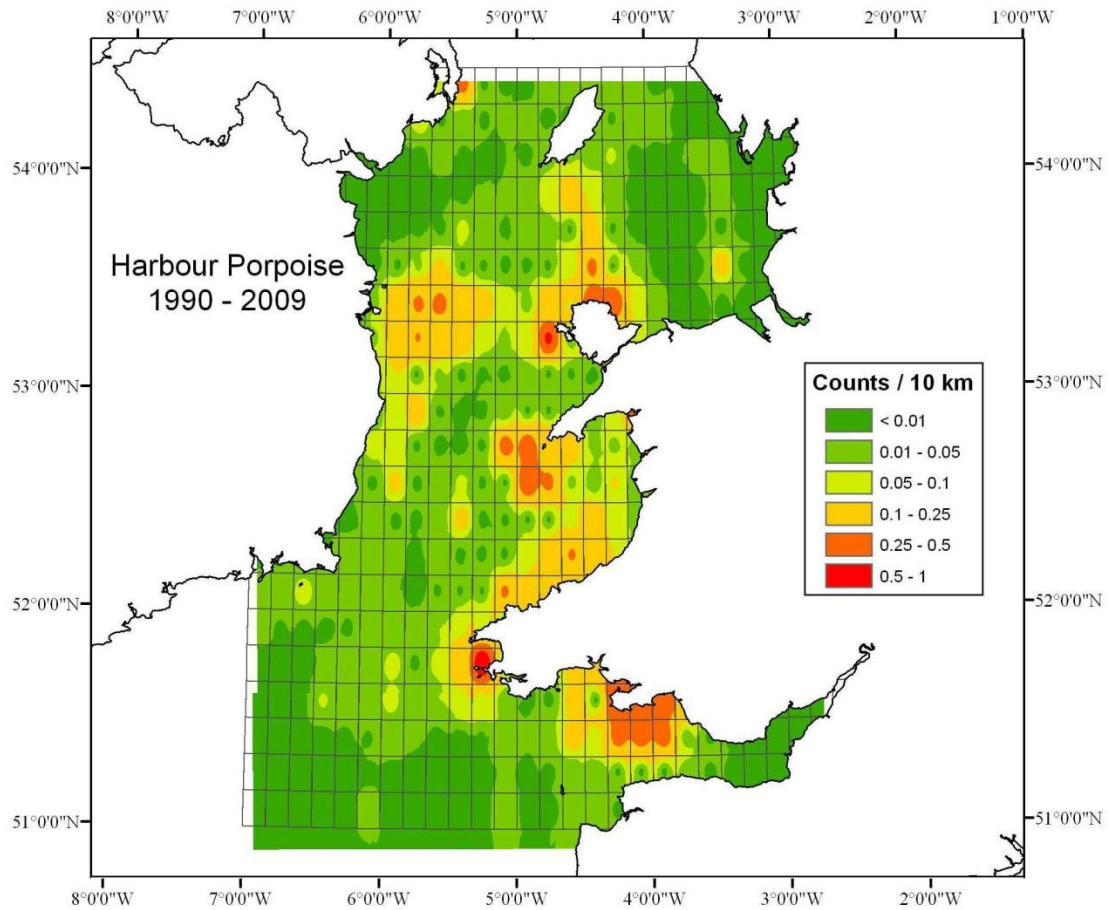 8°0'0"W 7°0'0"W 6°0'0"W 5°0'0"W 4°0'0"W 3°0'0"W 2°0'0"W 1°0'0"W
54°0'0"N
54°0'0"N
Harbour Porpoise
1990 - 2009
53°0'0"N
53°0'0"N
Counts / 10 km
< 0.01
0.01 - 0.05
0.05 - 0.1
0.1 - 0.25
0.25 - 0.5
0.5 - 1
52°0'0"N
52°0'0"N
51°0'0"N
51°0'0"N
8°0'0"W 7°0'0"W 6°0'0"W 5°0'0"W 4°0'0"W 3°0'0"W 2°0'0"W